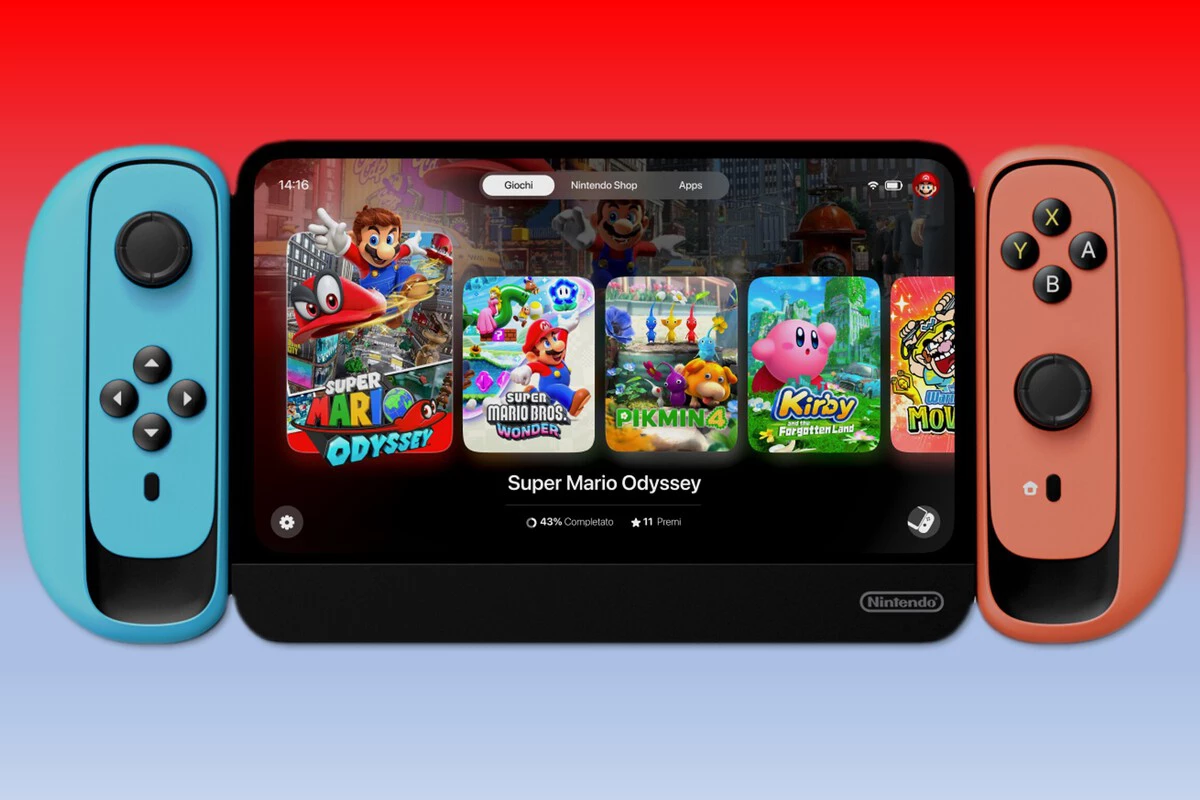 14:16
Giochi
Nintendo Shop
Apps
SUPER
MARIO
ODYSSEY
SUPER
MARIO BROS.
WONDER
PIKMIN 4
Kirby
and the
Forgotten Land
Super Mario Odyssey
43% Completato
11 Premi
Nintendo
X
Y
A
B